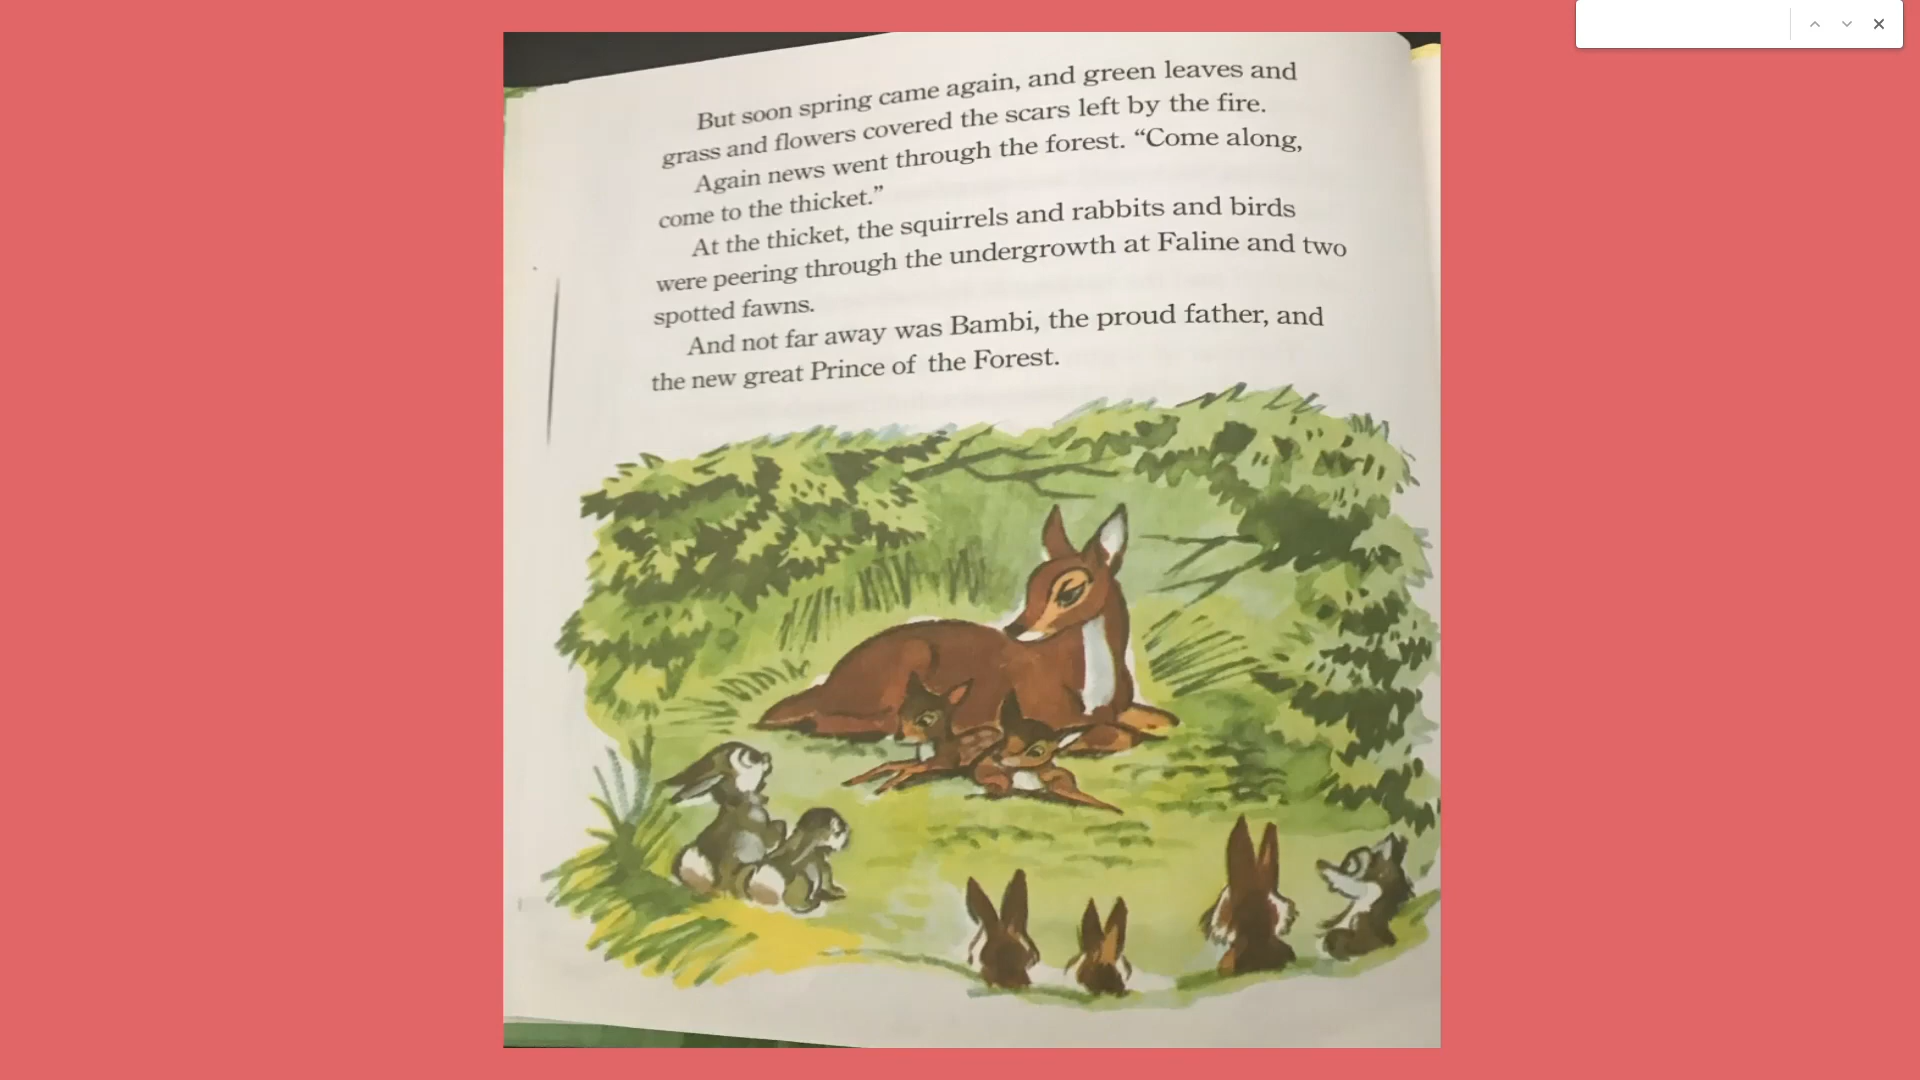 But soon spring came again, and green leaves and
grass and flowers covered the scars left by the fire.
Again news went through the forest. “Come along,
come to the thicket.”
At the thicket, the squirrels and rabbits and birds
were peering through the undergrowth at Faline and two
spotted fawns.
And not far away was Bambi, the proud father, and
the new great Prince of the Forest.